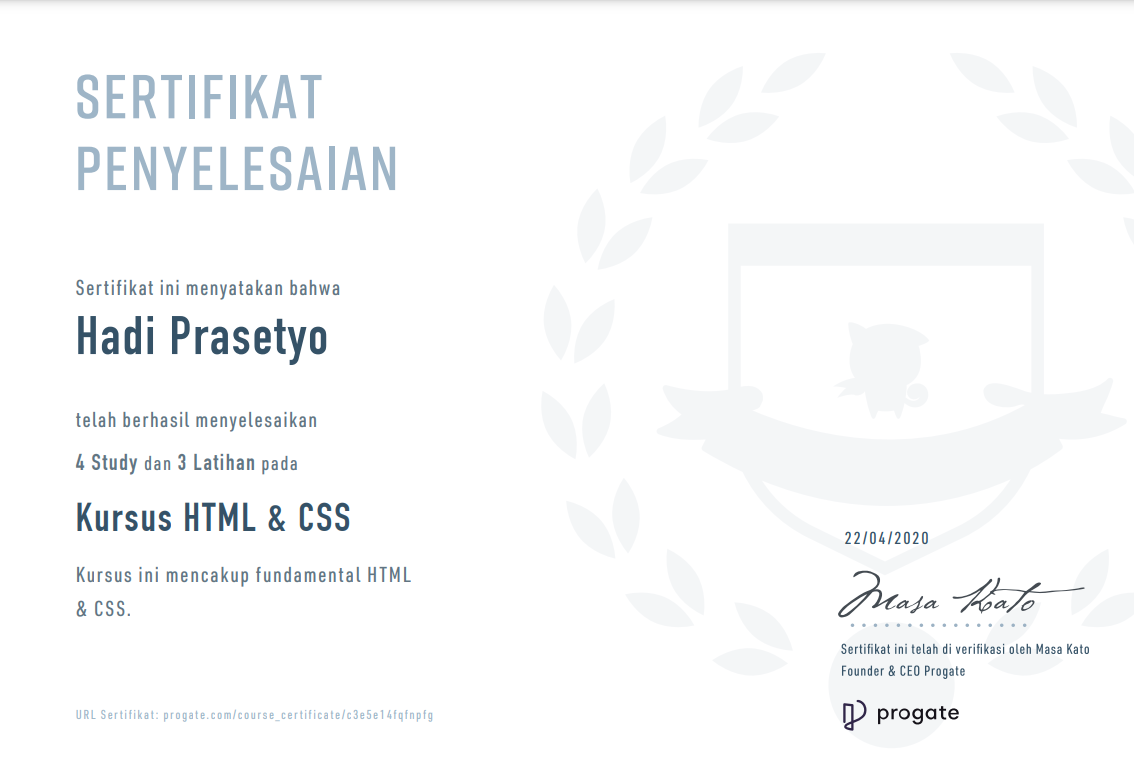 SERTIFIKAT
PENYELESAIAN
Sertifikat ini menyatakan bahwa
Hadi Prasetyo
telah berhasil menyelesaikan
4 Study dan 3 Latihan pada
Kursus HTML & CSS
Kursus ini mencakup fundamental HTML
& CSS.
22/04/2020
Masa Kato
Sertifikat ini telah di verifikasi oleh Masa Kato
Founder & CEO Progate
progate
URL Sertifikat: progate.com/course_certificate/c3e5e14fqfnpfg